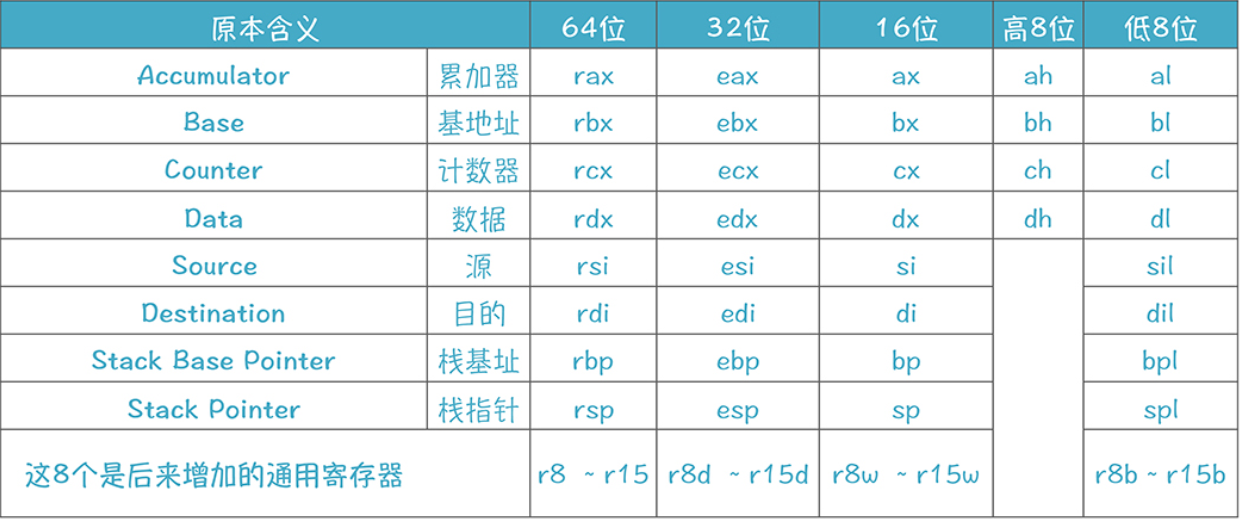 原本含义 64位 32位 16位 高8位 低8位
Accumulator 累加器 rax eax ax ah al
Base 基地址 rbx ebx bx bh bl
Counter 计数器 rcx ecx cx ch cl
Data 数据 rdx edx dx dh dl
Source 源 rsi esi si sil
Destination 目的 rdi edi di dil
Stack Base Pointer 栈基址 rbp ebp bp bpl
Stack Pointer 栈指针 rsp esp sp spl
这8个是后来增加的通用寄存器 r8 ~ r15 r8d ~ r15d r8w ~ r15w r8b ~ r15b